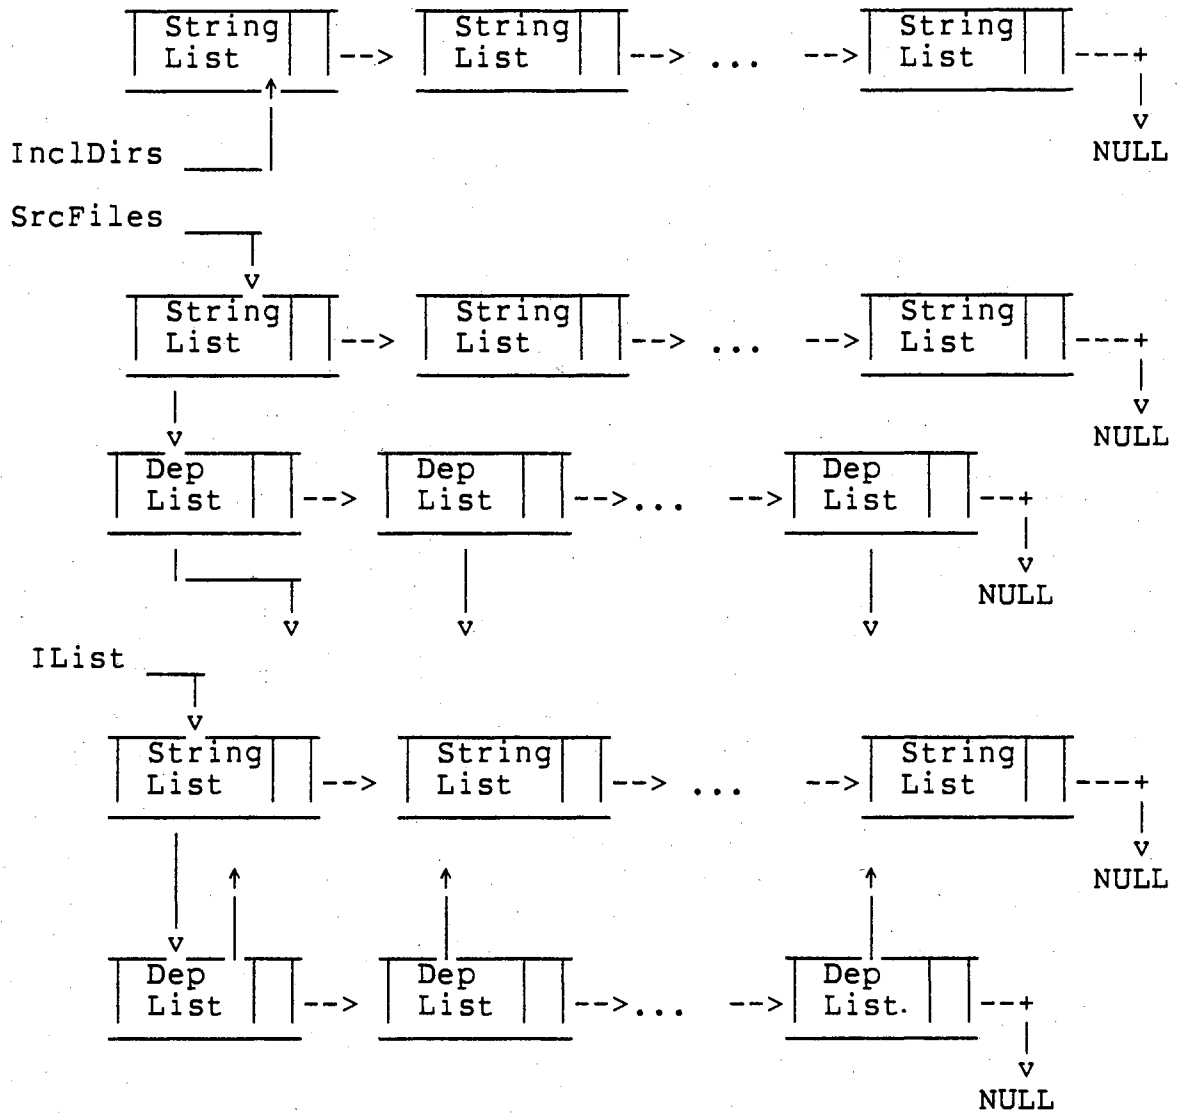 String String String
List --> List --> ... --> List ----+
v
InclDirs NULL
SrcFiles
v
String String String
List --> List --> ... --> List ----+
v v
NULL
Dep Dep Dep
List --> List -->... --> List --+
v
NULL
v v v
IList
v
String String String
List --> List --> ... --> List ----+
v
NULL
v
Dep Dep Dep
List --> List -->... --> List. --+
v
NULL